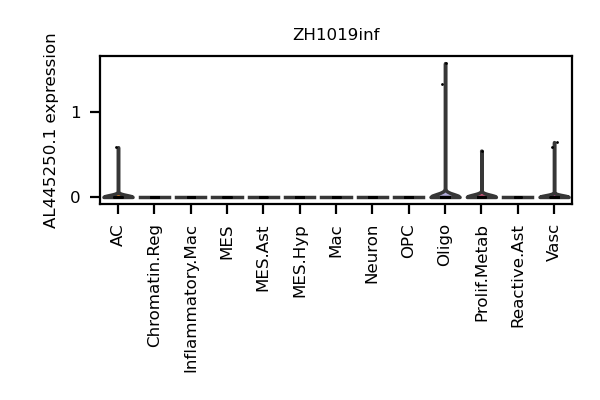 ZH1019inf
AL445250.1 expression
1
0
AC
Chromatin.Reg
Inflammatory.Mac
MES
MES.Ast
MES.Hyp
Mac
Neuron
OPC
Oligo
Prolif.Metab
Reactive.Ast
Vasc